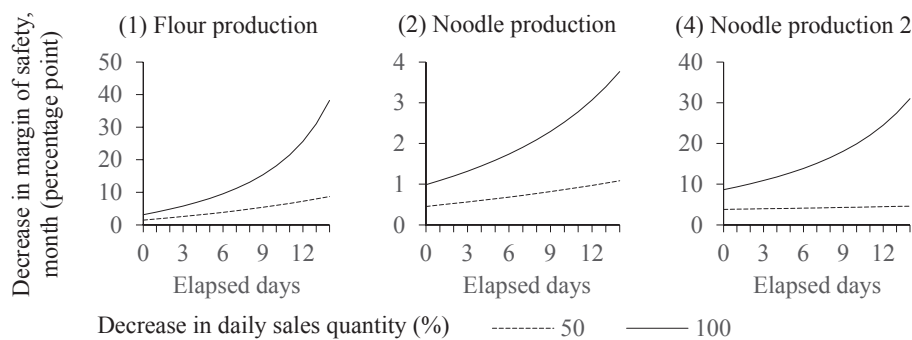 (1) Flour production
(2) Noodle production
(4) Noodle production 2
Decrease in margin of safety,
month (percentage point)
50
40
30
20
10
0
0 3 6 9 12
Elapsed days
4
3
2
1
0
0 3 6 9 12
Elapsed days
40
30
20
10
0
0 3 6 9 12
Elapsed days
Decrease in daily sales quantity (%) 50 100